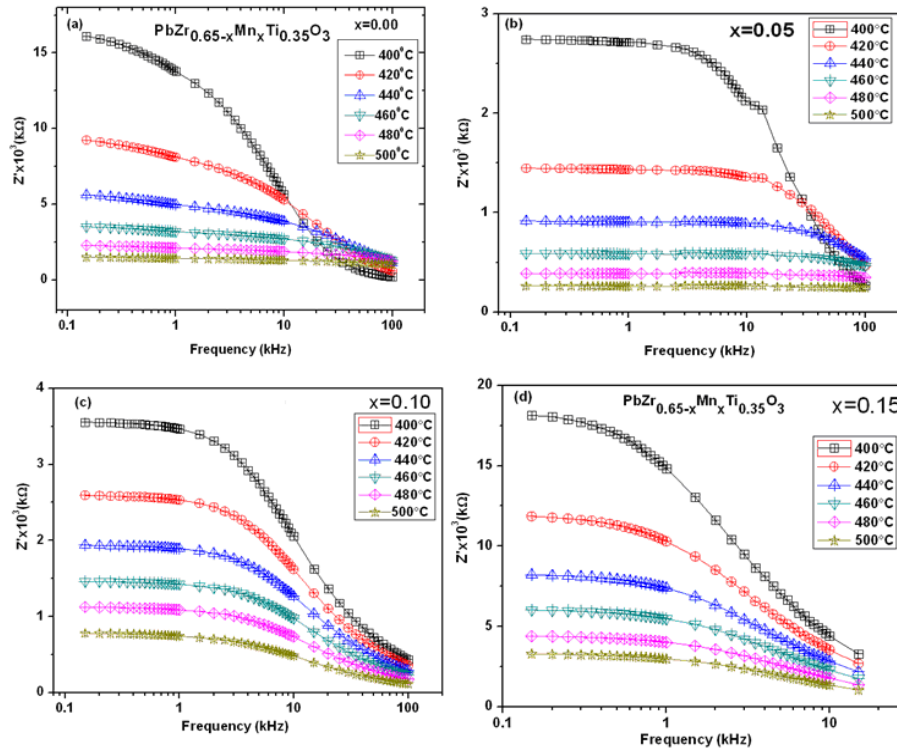 (a)
PbZr0.65-xMnxTi0.35O3
x=0.00
400°C
420°C
440°C
460°C
480°C
500°C
Z'x10³(KΩ)
15
10
5
0
0.1 1 10 100
Frequency (kHz)
(b)
x=0.05
400°C
420°C
440°C
460°C
480°C
500°C
Z'x10³ (KΩ)
3
2
1
0
0.1 1 10 100
Frequency (kHz)
(c)
x=0.10
400°C
420°C
440°C
460°C
480°C
500°C
Z'x10³(kΩ)
4
3
2
1
0
0.1 1 10 100
Frequency (kHz)
(d)
PbZr0.65-xMnxTi0.35O3
x=0.15
400°C
420°C
440°C
460°C
480°C
500°C
Z'x10³(kΩ)
20
15
10
5
0
0.1 1 10
Frequency (kHz)